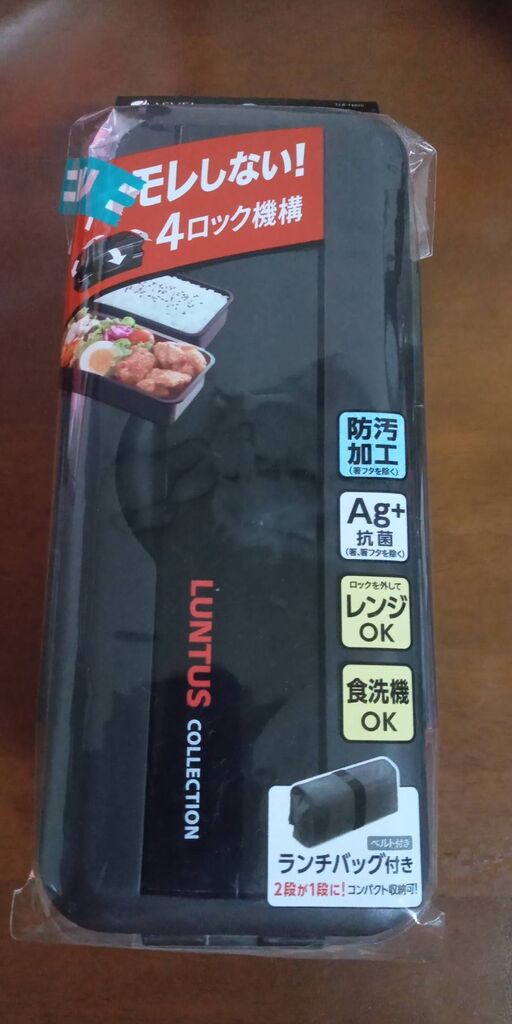 モレしない!
4ロック機構
防汚
加工
(箸フタを除く)
Ag+
抗菌
(箸、箸フタを除く)
ロックを外して
レンジ
OK
食洗機
OK
LUNTUS COLLECTION
ベルト付き
ランチバッグ付き
2段が1段に!コンパクト収納可!